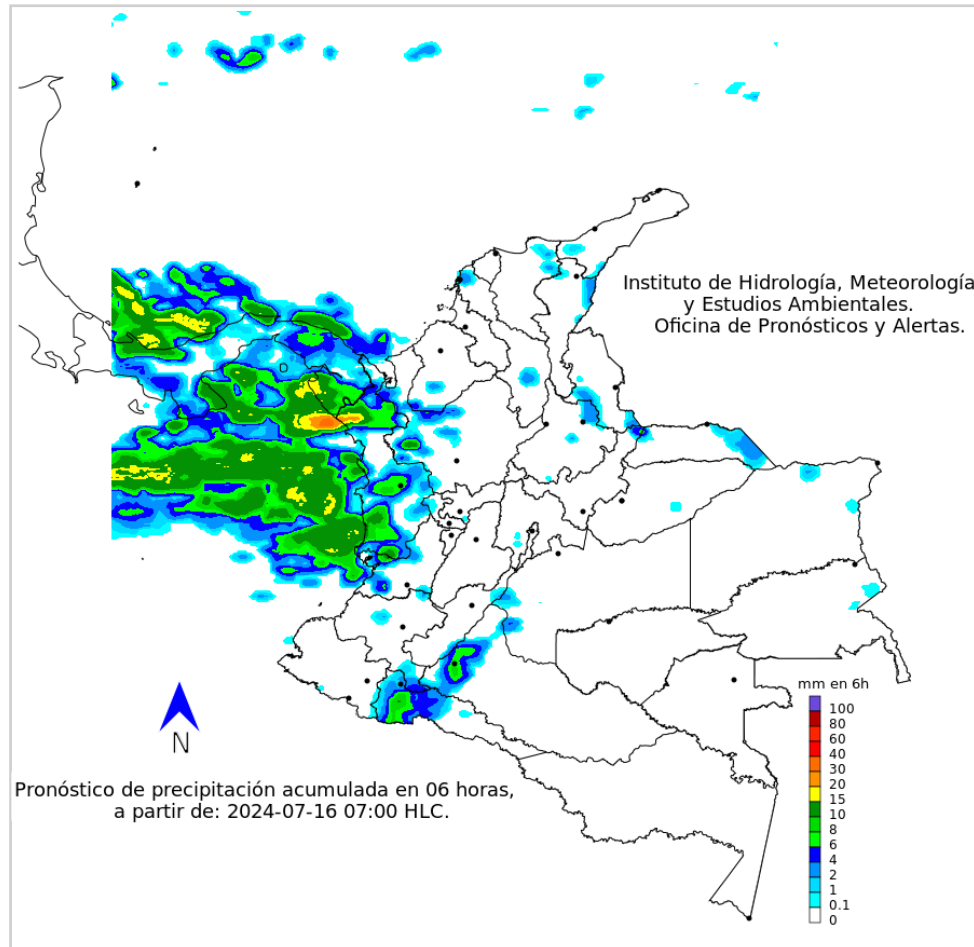 Instituto de Hidrología, Meteorología
y Estudios Ambientales.
Oficina de Pronósticos y Alertas.
mm en 6h
100
80
60
40
30
20
15
10
8
6
4
2
1
0.1
0
N
Pronóstico de precipitación acumulada en 06 horas,
a partir de: 2024-07-16 07:00 HLC.